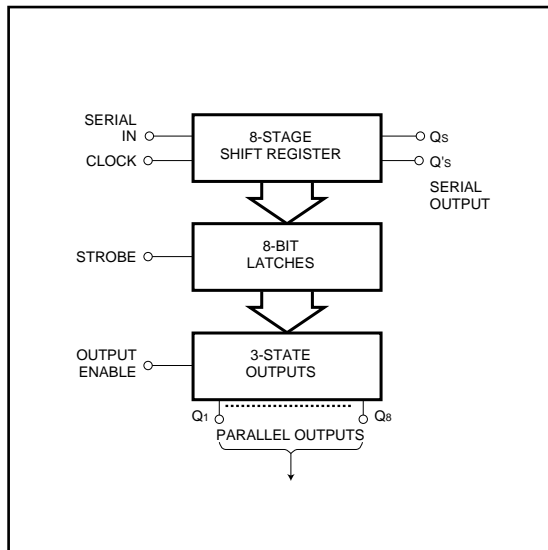 SERIAL
IN
CLOCK
8-STAGE
SHIFT REGISTER
QS
Q's
SERIAL
OUTPUT
STROBE
8-BIT
LATCHES
OUTPUT
ENABLE
3-STATE
OUTPUTS
Q1
Q8
PARALLEL OUTPUTS